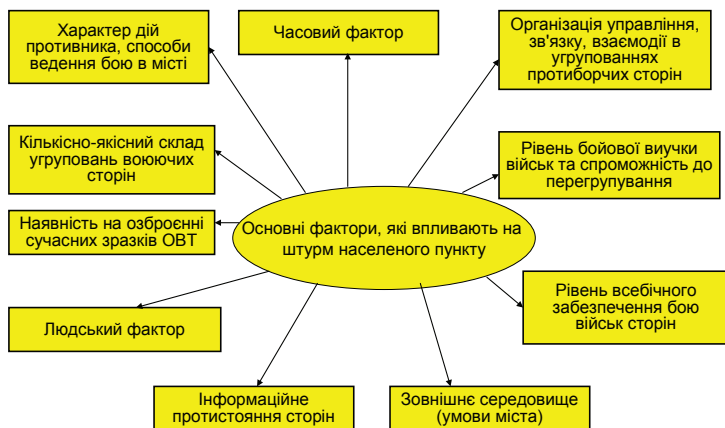 Характер дій
противника, способи
ведення бою в місті
Часовий фактор
Організація управління,
зв'язку, взаємодії в
угрупованнях
протиборчих сторін
Кількісно-якісний склад
угруповань воюючих
сторін
Рівень бойової виучки
військ та спроможність до
перегрупування
Наявність на озброєнні
сучасних зразків ОВТ
Основні фактори, які впливають на
штурм населеного пункту
Людський фактор
Рівень всебічного
забезпечення бою
військ сторін
Інформаційне
протистояння сторін
Зовнішнє середовище
(умови міста)